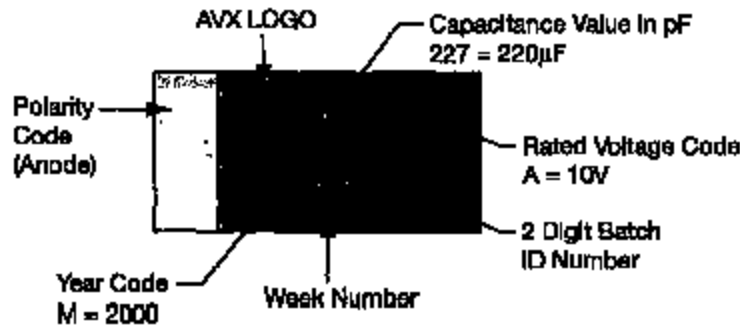 AVX LOGO
Capacitance Value in pF
227 = 220µF
Polarity
Code
(Anode)
Rated Voltage Code
A = 10V
2 Digit Batch
ID Number
Year Code
M = 2000
Week Number